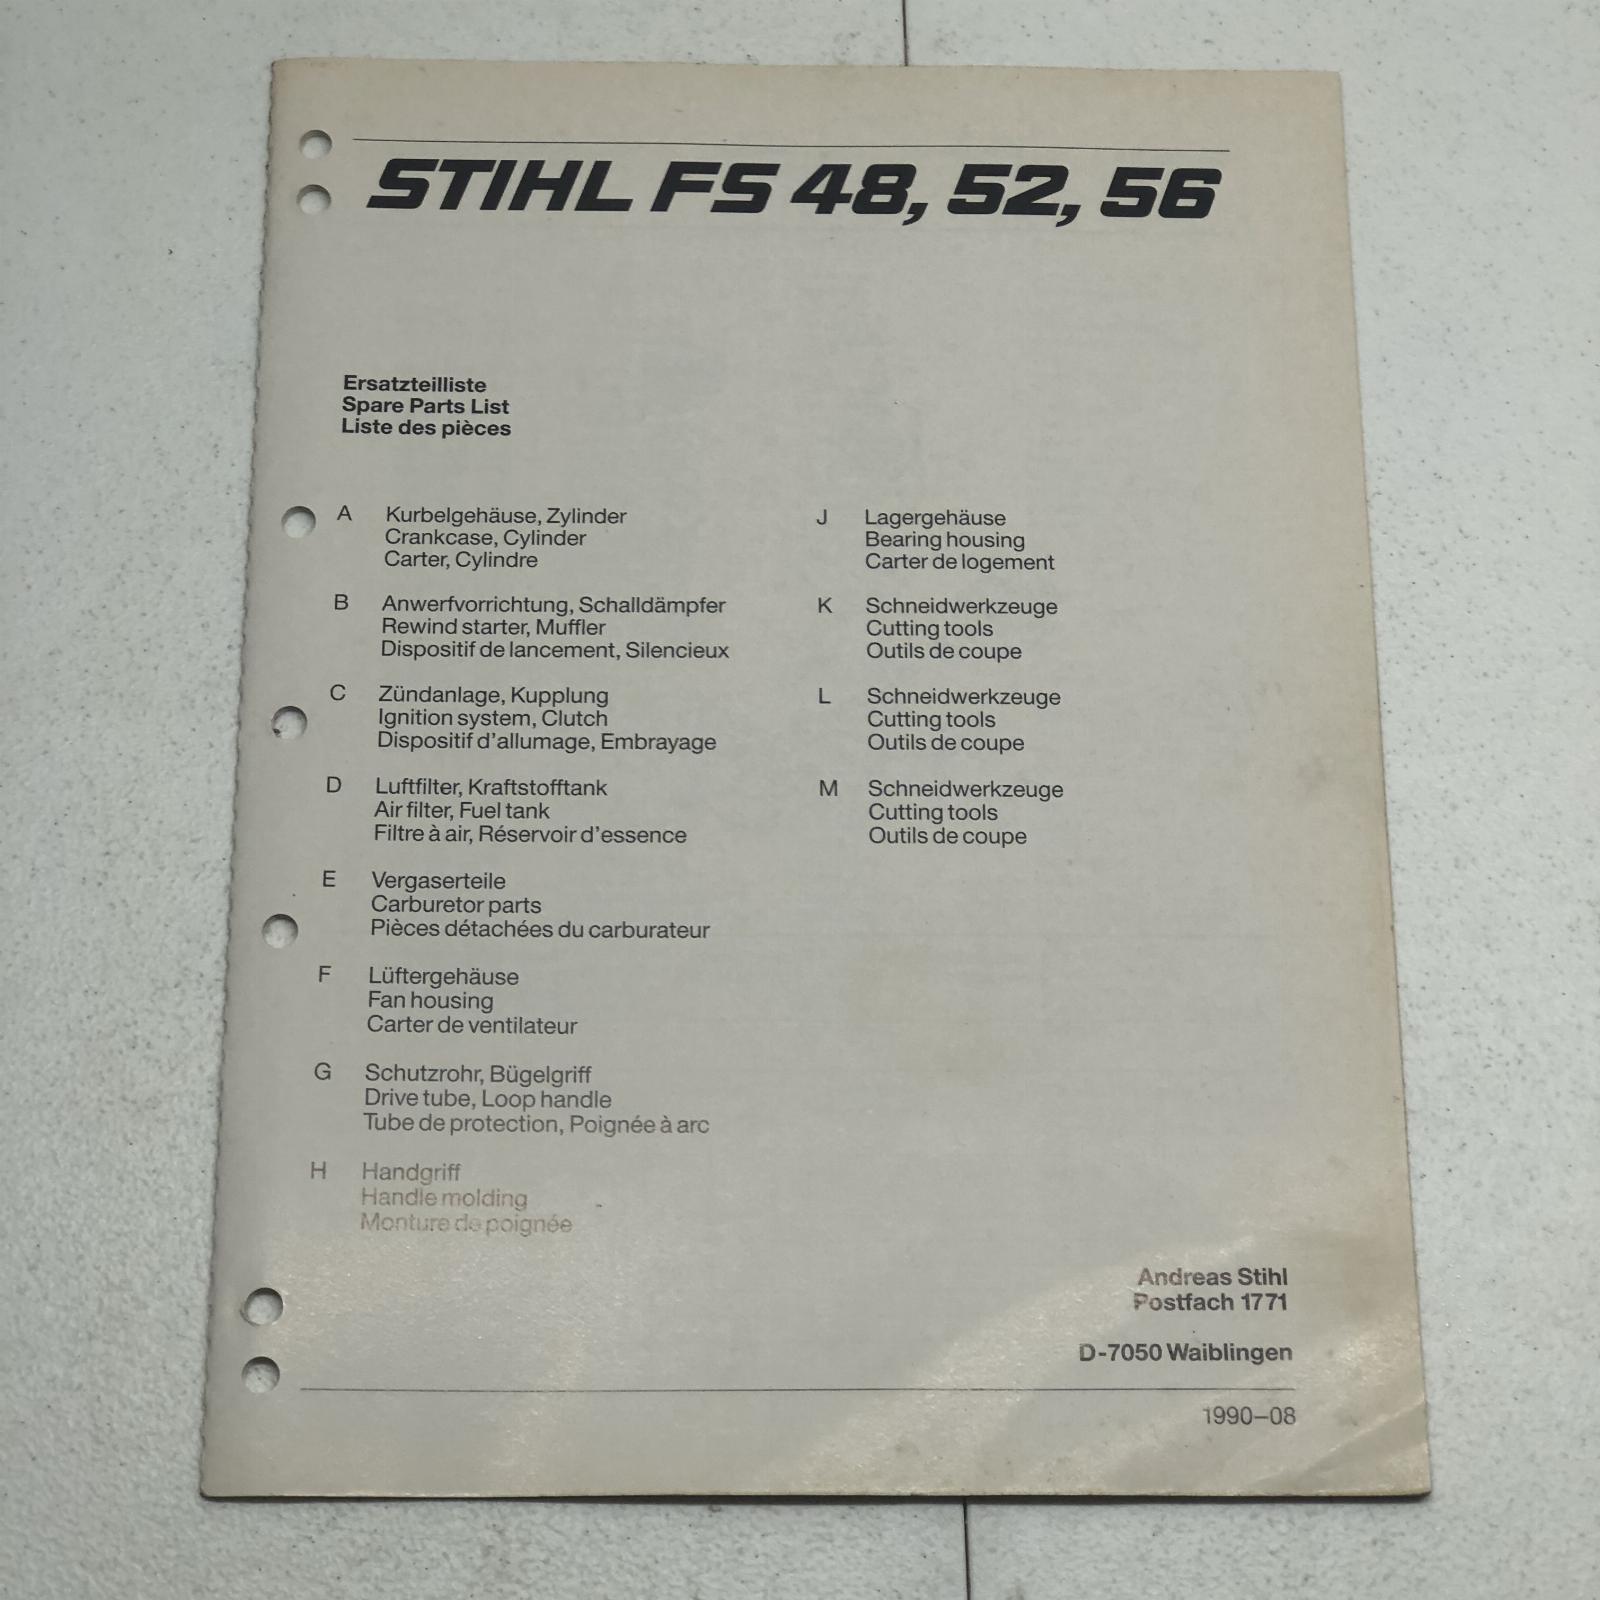 STIHL FS 48, 52, 56
Ersatzteilliste
Spare Parts List
Liste des pièces
A Kurbelgehäuse, Zylinder
Crankcase, Cylinder
Carter, Cylindre
B Anwerfvorrichtung, Schalldämpfer
Rewind starter, Muffler
Dispositif de lancement, Silencieux
C Zündanlage, Kupplung
Ignition system, Clutch
Dispositif d'allumage, Embrayage
D Luftfilter, Kraftstofftank
Air filter, Fuel tank
Filtre à air, Réservoir d'essence
E Vergaserteile
Carburetor parts
Pièces détachées du carburateur
F Lüftergehäuse
Fan housing
Carter de ventilateur
G Schutzrohr, Bügelgriff
Drive tube, Loop handle
Tube de protection, Poignée à arc
H Handgriff
Handle molding
Monture de poignée
J Lagergehäuse
Bearing housing
Carter de logement
K Schneidwerkzeuge
Cutting tools
Outils de coupe
L Schneidwerkzeuge
Cutting tools
Outils de coupe
M Schneidwerkzeuge
Cutting tools
Outils de coupe
Andreas Stihl
Postfach 1771
D-7050 Waiblingen
1990–08